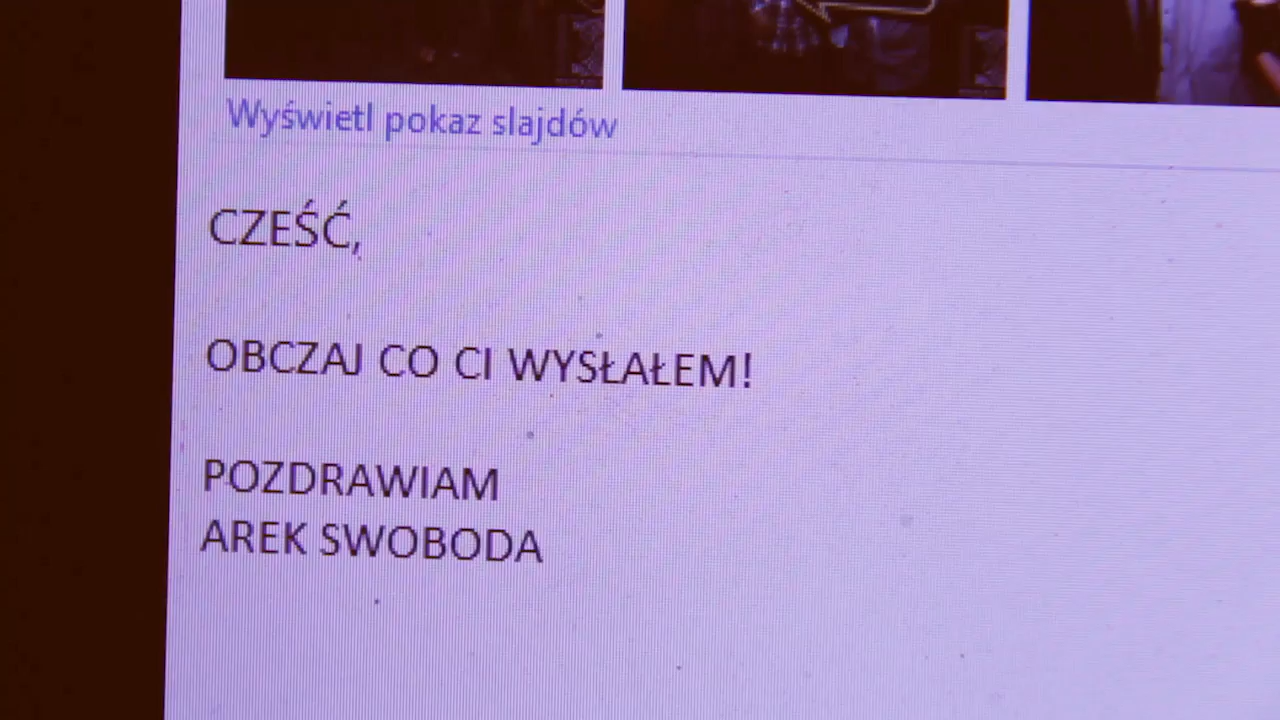 Wyświetl pokaz slajdów
CZEŚĆ,
OBCZAJ CO CI WYSŁAŁEM!
POZDRAWIAM
AREK SWOBODA